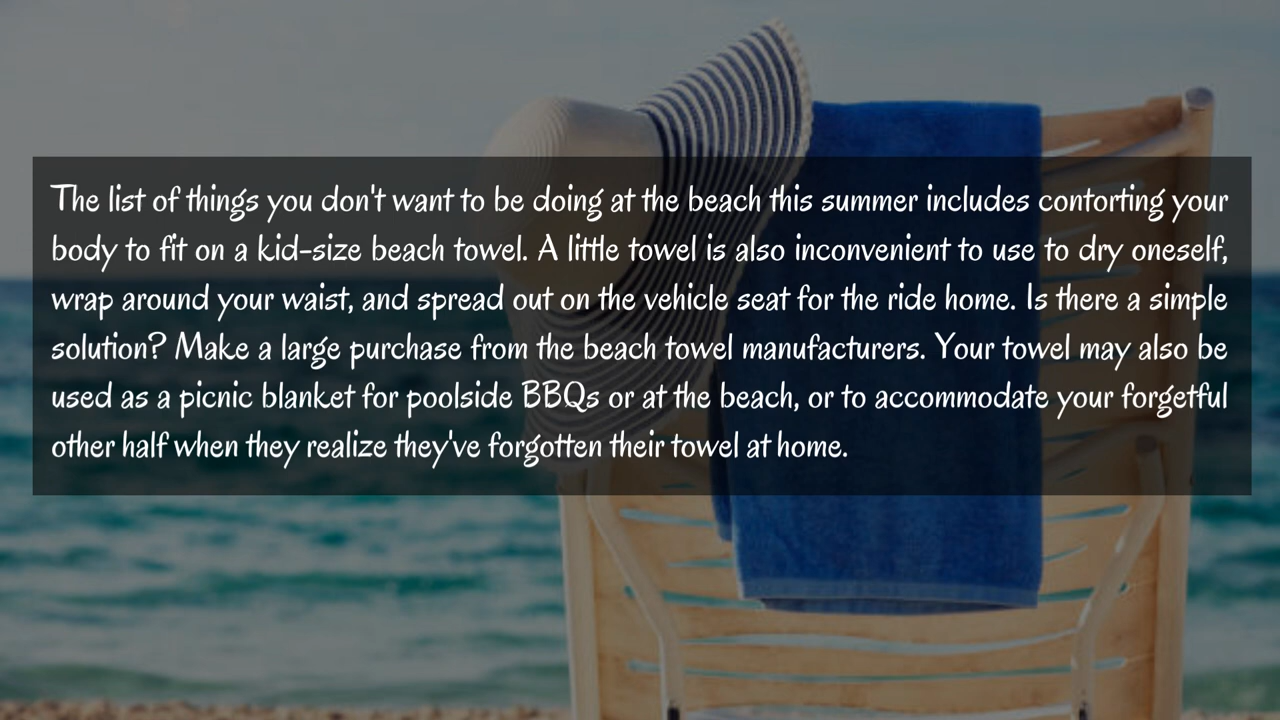 The list of things you don't want to be doing at the beach this summer includes contorting your
body to fit on a kid-size beach towel. A little towel is also inconvenient to use to dry oneself,
wrap around your waist, and spread out on the vehicle seat for the ride home. Is there a simple
solution? Make a large purchase from the beach towel manufacturers. Your towel may also be
used as a picnic blanket for poolside BBQs or at the beach, or to accommodate your forgetful
other half when they realize they've forgotten their towel at home.